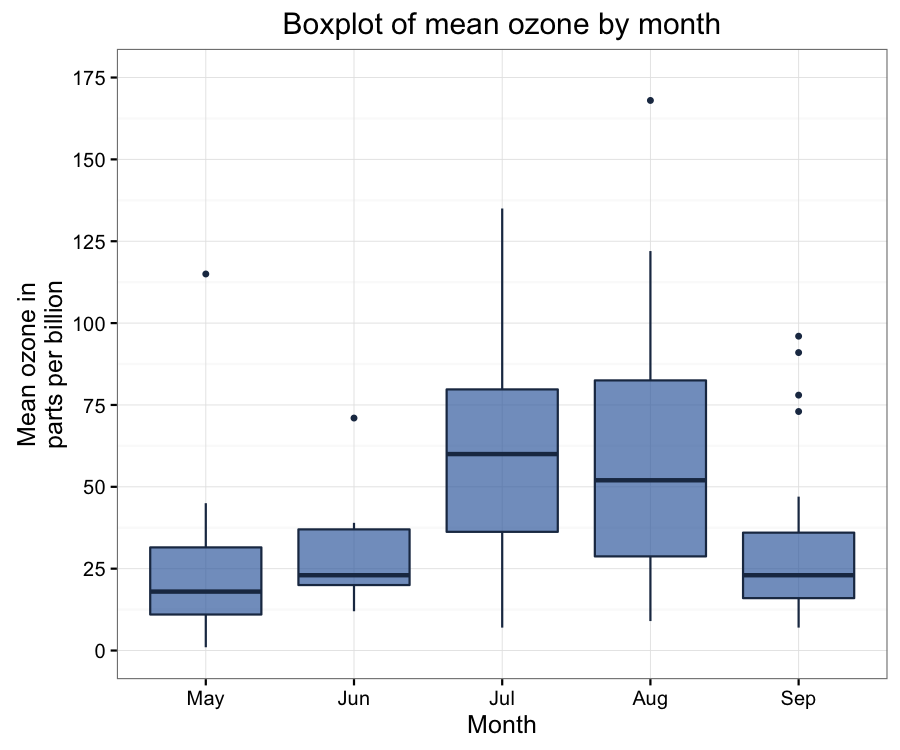 Boxplot of mean ozone by month
Mean ozone in
parts per billion
175
150
125
100
75
50
25
0
May
Jun
Jul
Aug
Sep
Month